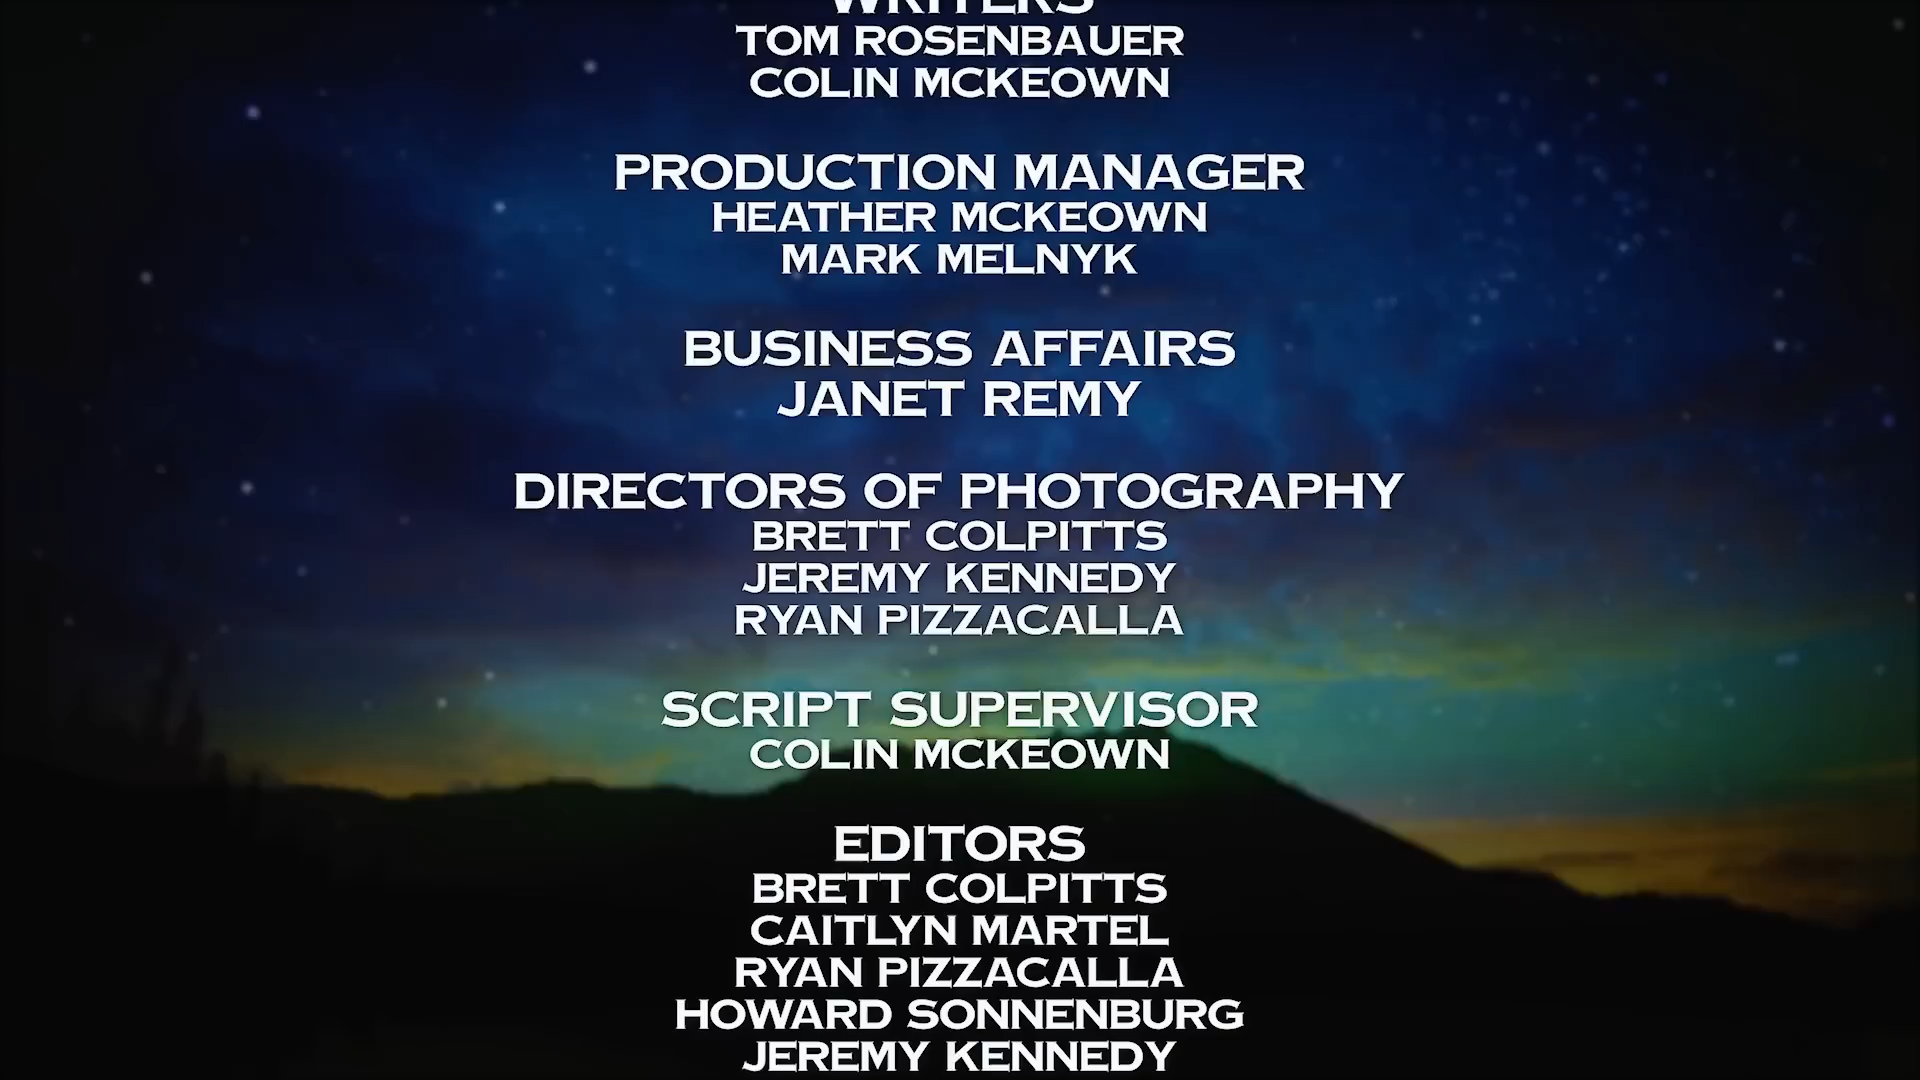 WRITERS
TOM ROSENBAUER
COLIN MCKEOWN
PRODUCTION MANAGER
HEATHER MCKEOWN
MARK MELNYK
BUSINESS AFFAIRS
JANET REMY
DIRECTORS OF PHOTOGRAPHY
BRETT COLPITTS
JEREMY KENNEDY
RYAN PIZZACALLA
SCRIPT SUPERVISOR
COLIN MCKEOWN
EDITORS
BRETT COLPITTS
CAITLYN MARTEL
RYAN PIZZACALLA
HOWARD SONNENBURG
JEREMY KENNEDY